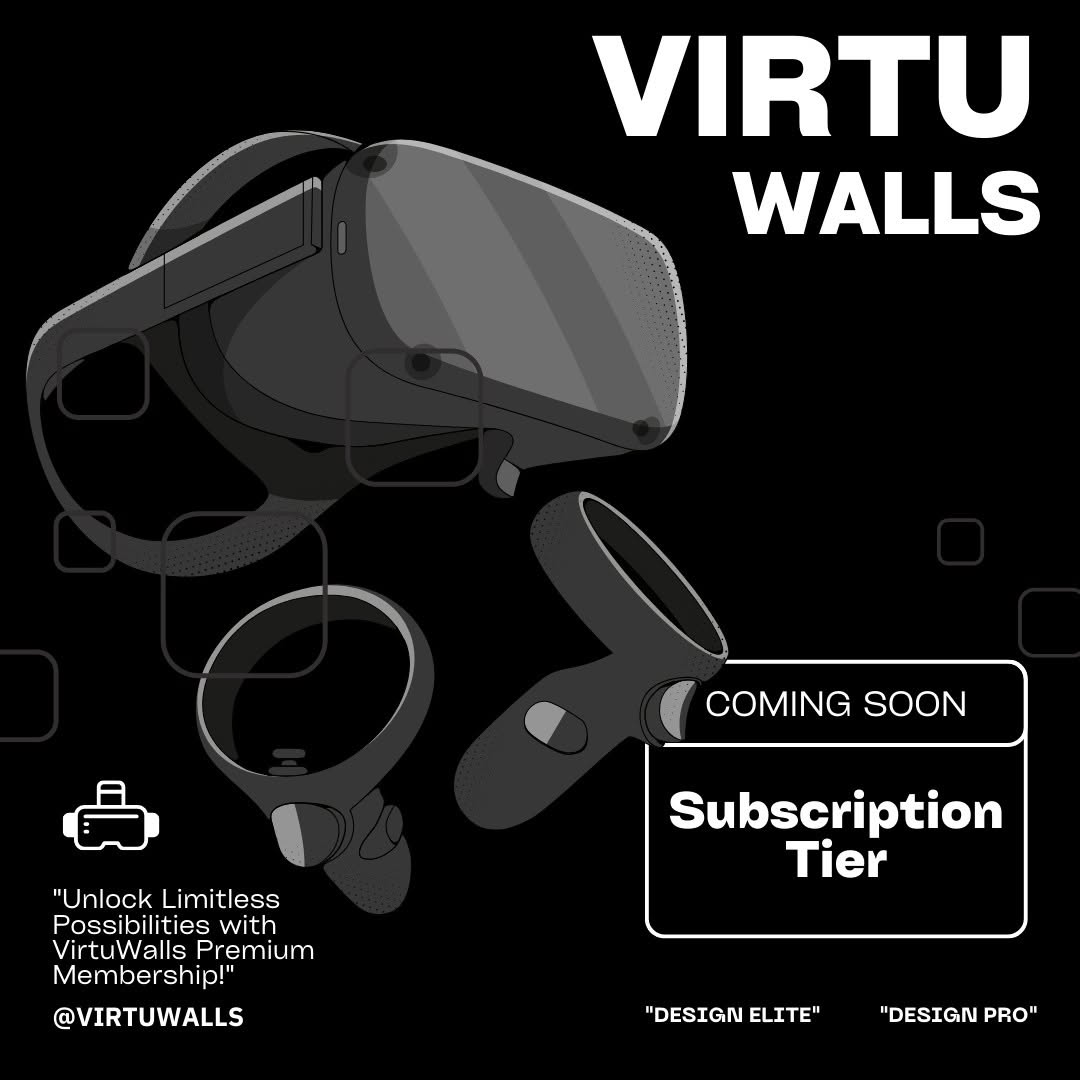 VIRTU
WALLS
COMING SOON
Subscription
Tier
"Unlock Limitless
Possibilities with
VirtuWalls Premium
Membership!"
@VIRTUWALLS
"DESIGN ELITE"
"DESIGN PRO"